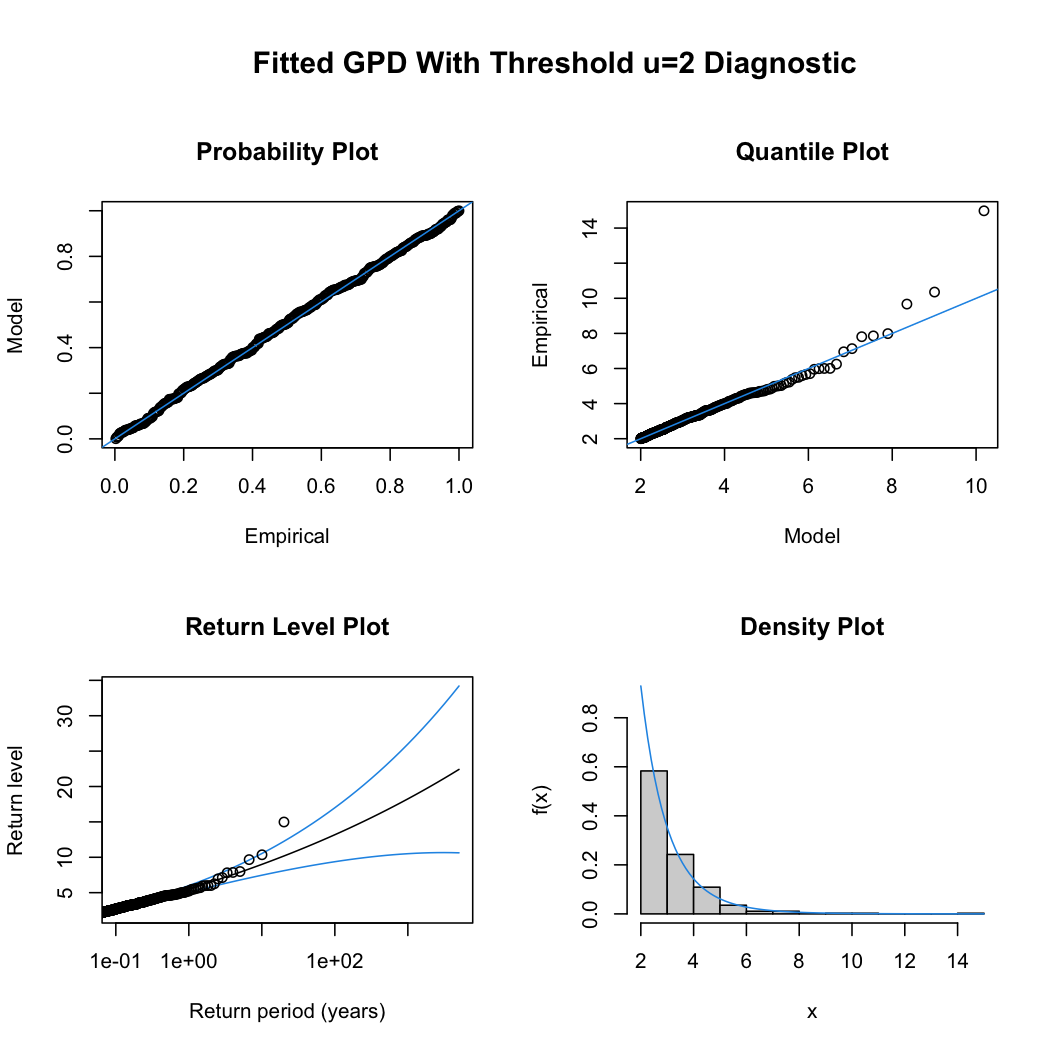 Fitted GPD With Threshold u=2 Diagnostic
Probability Plot
Model
0.0 0.4 0.8
0.0 0.2 0.4 0.6 0.8 1.0
Empirical
Quantile Plot
Empirical
2 4 6 8 10 14
2 4 6 8 10
Model
Return Level Plot
Return level
5 10 20 30
1e-01 1e+00 1e+02
Return period (years)
Density Plot
f(x)
0.0 0.2 0.4 0.6 0.8
2 4 6 8 10 12 14
x